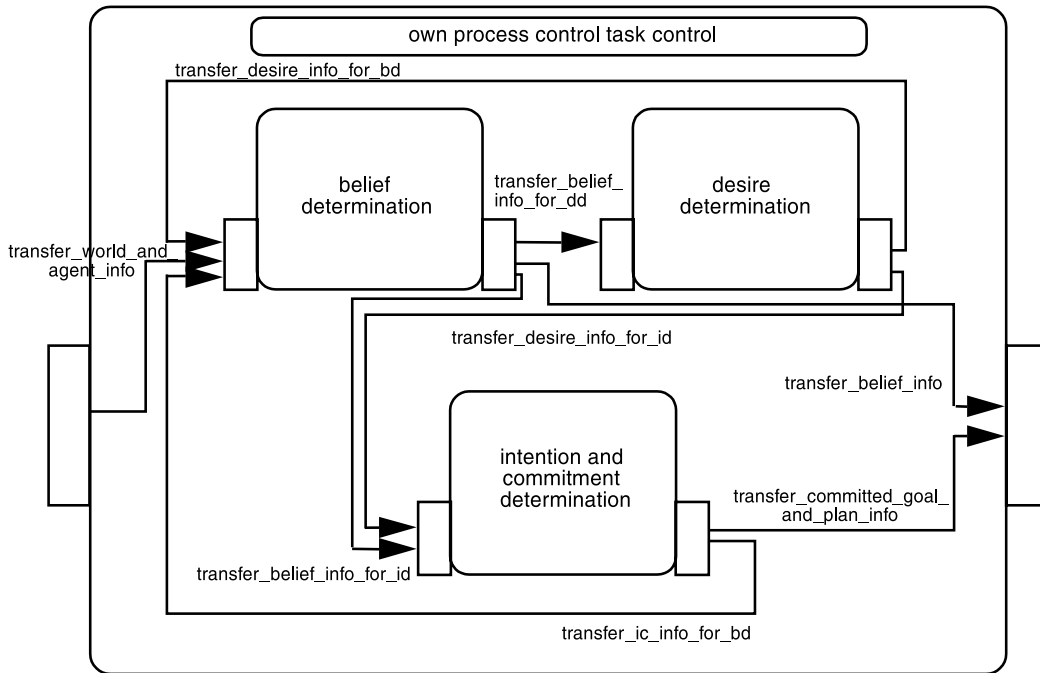 own process control task control
transfer_desire_info_for_bd
belief
determination
transfer_belief_
info_for_dd
desire
determination
transfer_world_and_
agent_info
transfer_desire_info_for_id
transfer_belief_info
intention and
commitment
determination
transfer_committed_goal_
and_plan_info
transfer_belief_info_for_id
transfer_ic_info_for_bd